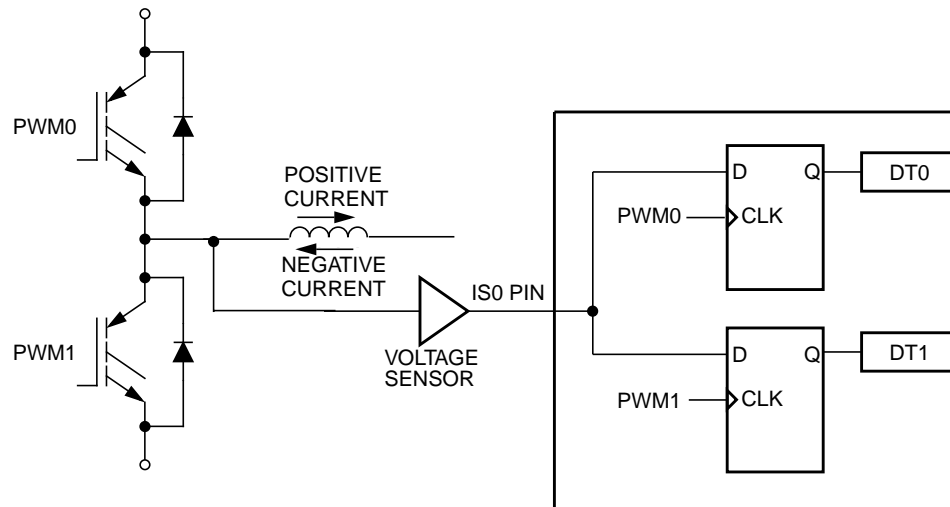 PWM0
POSITIVE
CURRENT
NEGATIVE
CURRENT
PWM1
VOLTAGE
SENSOR
IS0 PIN
D
Q
PWM0
CLK
DT0
D
Q
PWM1
CLK
DT1